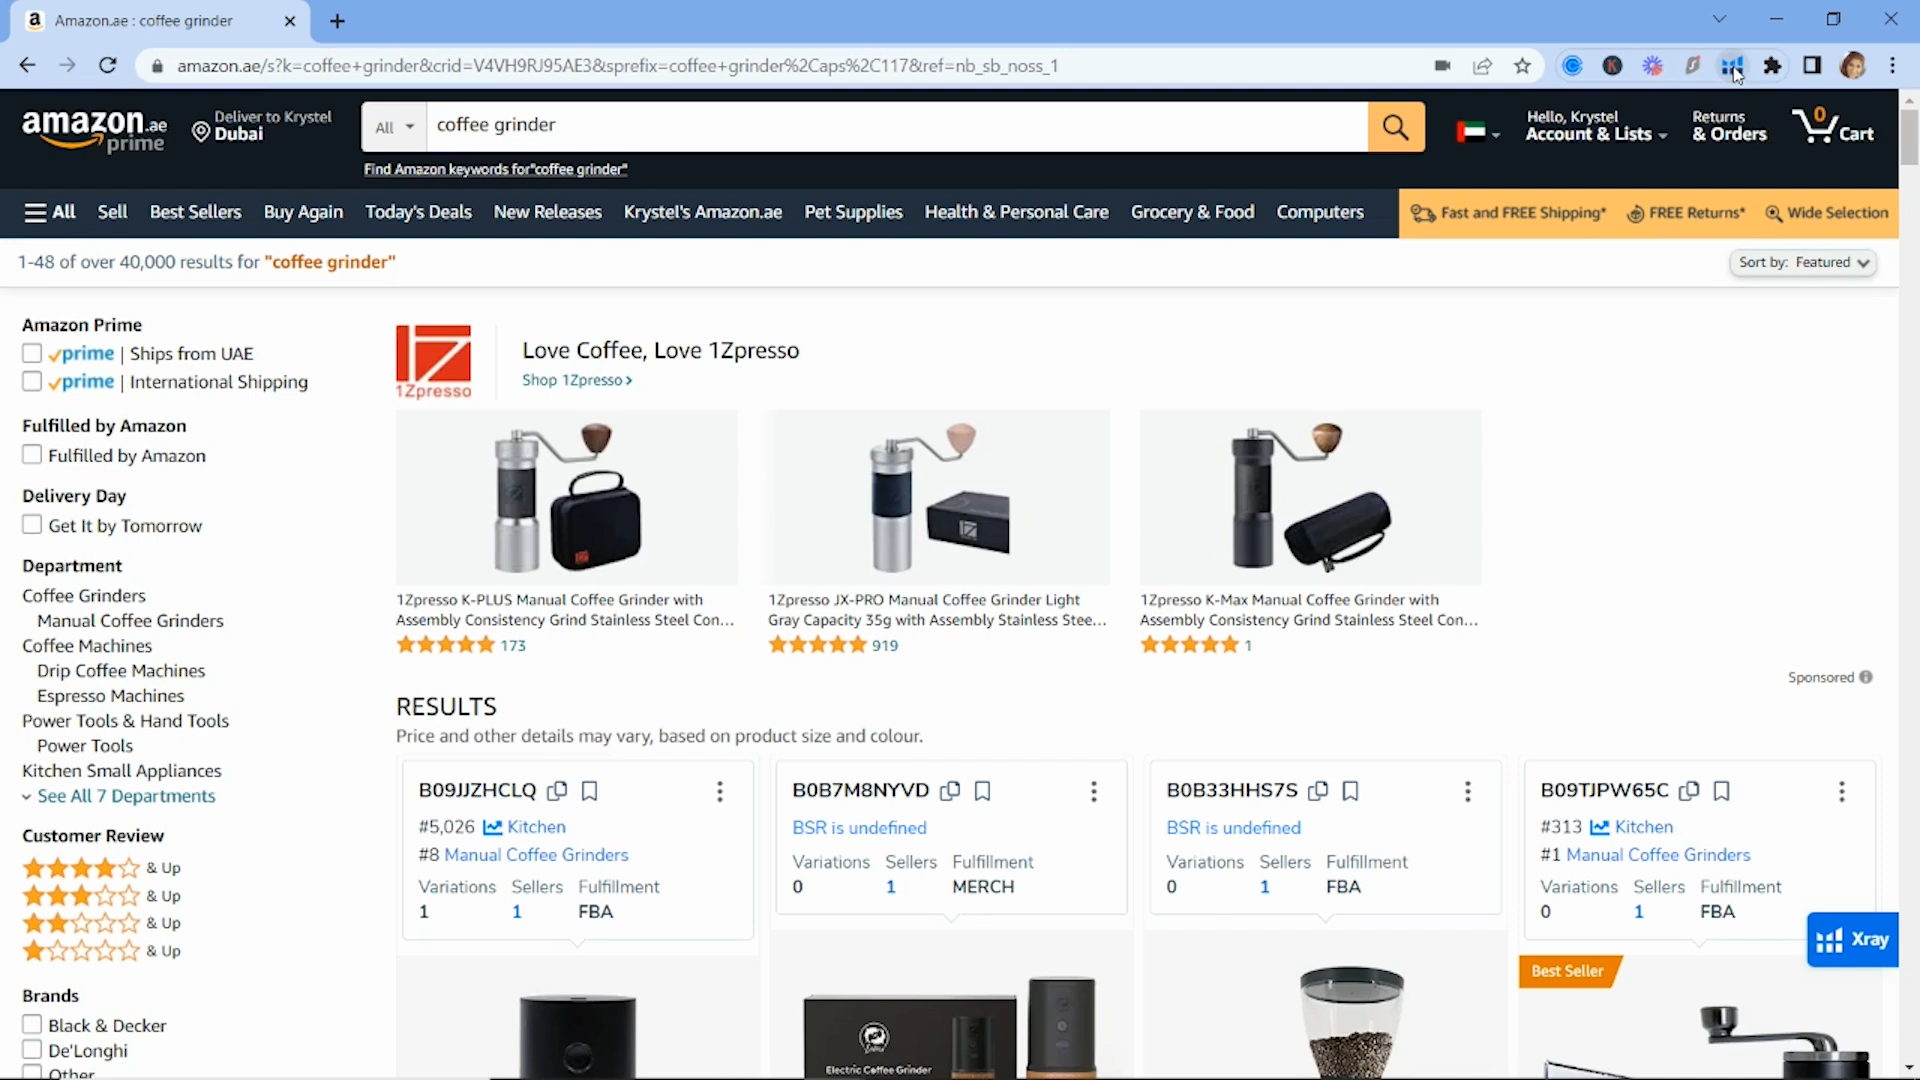 Amazon.ae : coffee grinder
amazon.ae/s?k=coffee+grinder&crid=V4VH9RJ95AE3&sprefix=coffee+grinder%2Caps%2C117&ref=nb_sb_noss_1
amazon.ae
prime
Deliver to Krystel
Dubai
All
coffee grinder
Find Amazon keywords for"coffee grinder"
Hello, Krystel
Account & Lists
Returns
& Orders
0
Cart
All Sell Best Sellers Buy Again Today's Deals New Releases Krystel's Amazon.ae Pet Supplies Health & Personal Care Grocery & Food Computers
Fast and FREE Shipping* FREE Returns* Wide Selection
1-48 of over 40,000 results for "coffee grinder"
Sort by: Featured
Amazon Prime
prime | Ships from UAE
prime | International Shipping
Fulfilled by Amazon
Fulfilled by Amazon
Delivery Day
Get It by Tomorrow
Department
Coffee Grinders
Manual Coffee Grinders
Coffee Machines
Drip Coffee Machines
Espresso Machines
Power Tools & Hand Tools
Power Tools
Kitchen Small Appliances
See All 7 Departments
Customer Review
& Up
& Up
& Up
& Up
Brands
Black & Decker
De'Longhi
Other
1Zpresso
Love Coffee, Love 1Zpresso
Shop 1Zpresso >
1Zpresso K-PLUS Manual Coffee Grinder with
Assembly Consistency Grind Stainless Steel Con...
173
1Zpresso JX-PRO Manual Coffee Grinder Light
Gray Capacity 35g with Assembly Stainless Stee...
919
1Zpresso K-Max Manual Coffee Grinder with
Assembly Consistency Grind Stainless Steel Con...
1
Sponsored
RESULTS
Price and other details may vary, based on product size and colour.
B09JJZHCLQ
#5,026 Kitchen
#8 Manual Coffee Grinders
Variations Sellers Fulfillment
1 1 FBA
B0B7M8NYVD
BSR is undefined
Variations Sellers Fulfillment
0 1 MERCH
B0B33HHS7S
BSR is undefined
Variations Sellers Fulfillment
0 1 FBA
B09TJPW65C
#313 Kitchen
#1 Manual Coffee Grinders
Variations Sellers Fulfillment
0 1 FBA
Xray
Best Seller
Electric Coffee Grinder